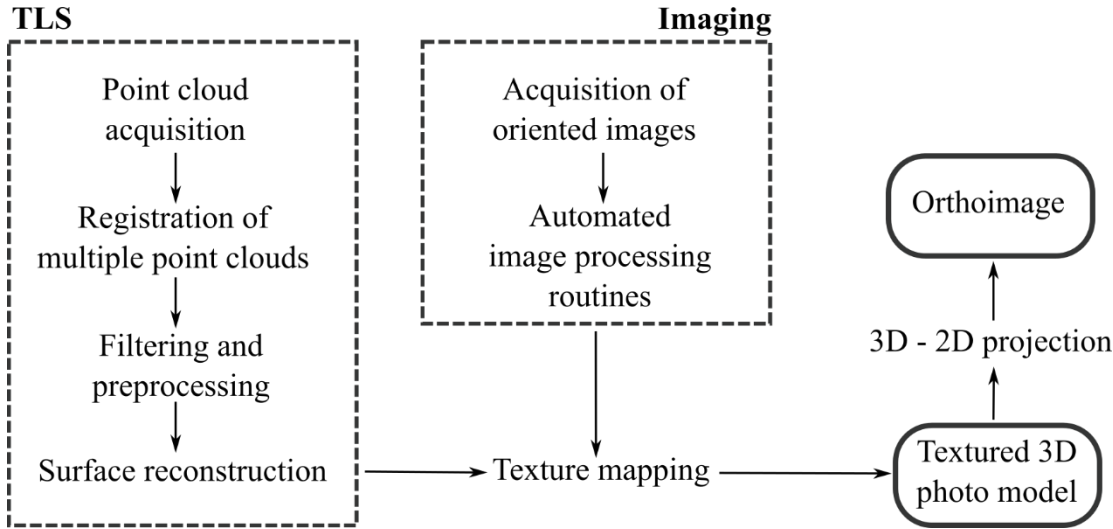 TLS
Point cloud
acquisition
Registration of
multiple point clouds
Filtering and
preprocessing
Surface reconstruction
Imaging
Acquisition of
oriented images
Automated
image processing
routines
Texture mapping
Orthoimage
3D - 2D projection
Textured 3D
photo model